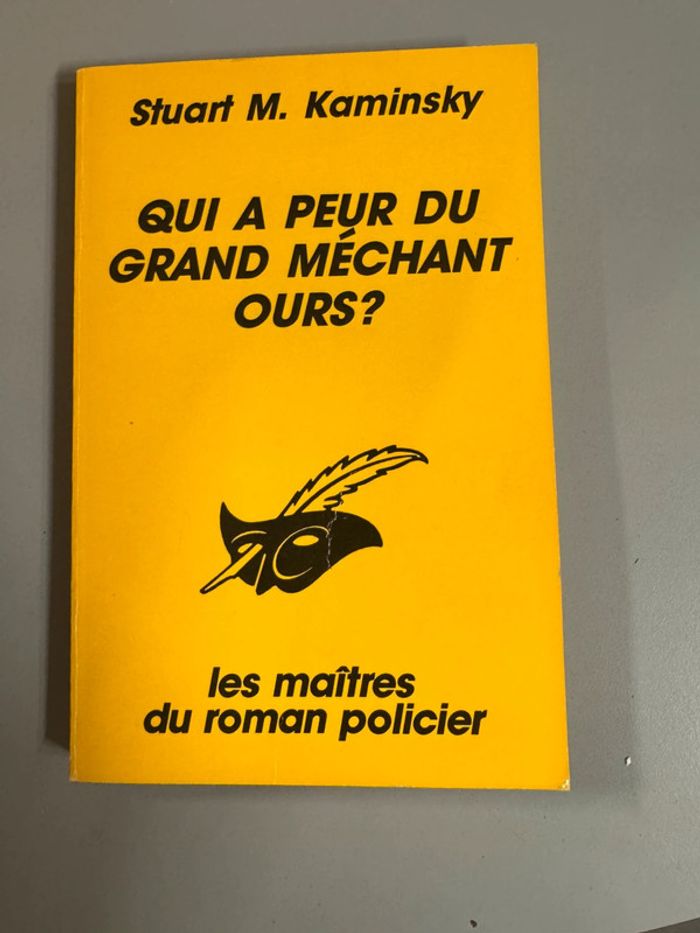 Stuart M. Kaminsky
QUI A PEUR DU
GRAND MÉCHANT
OURS?
les maîtres
du roman policier